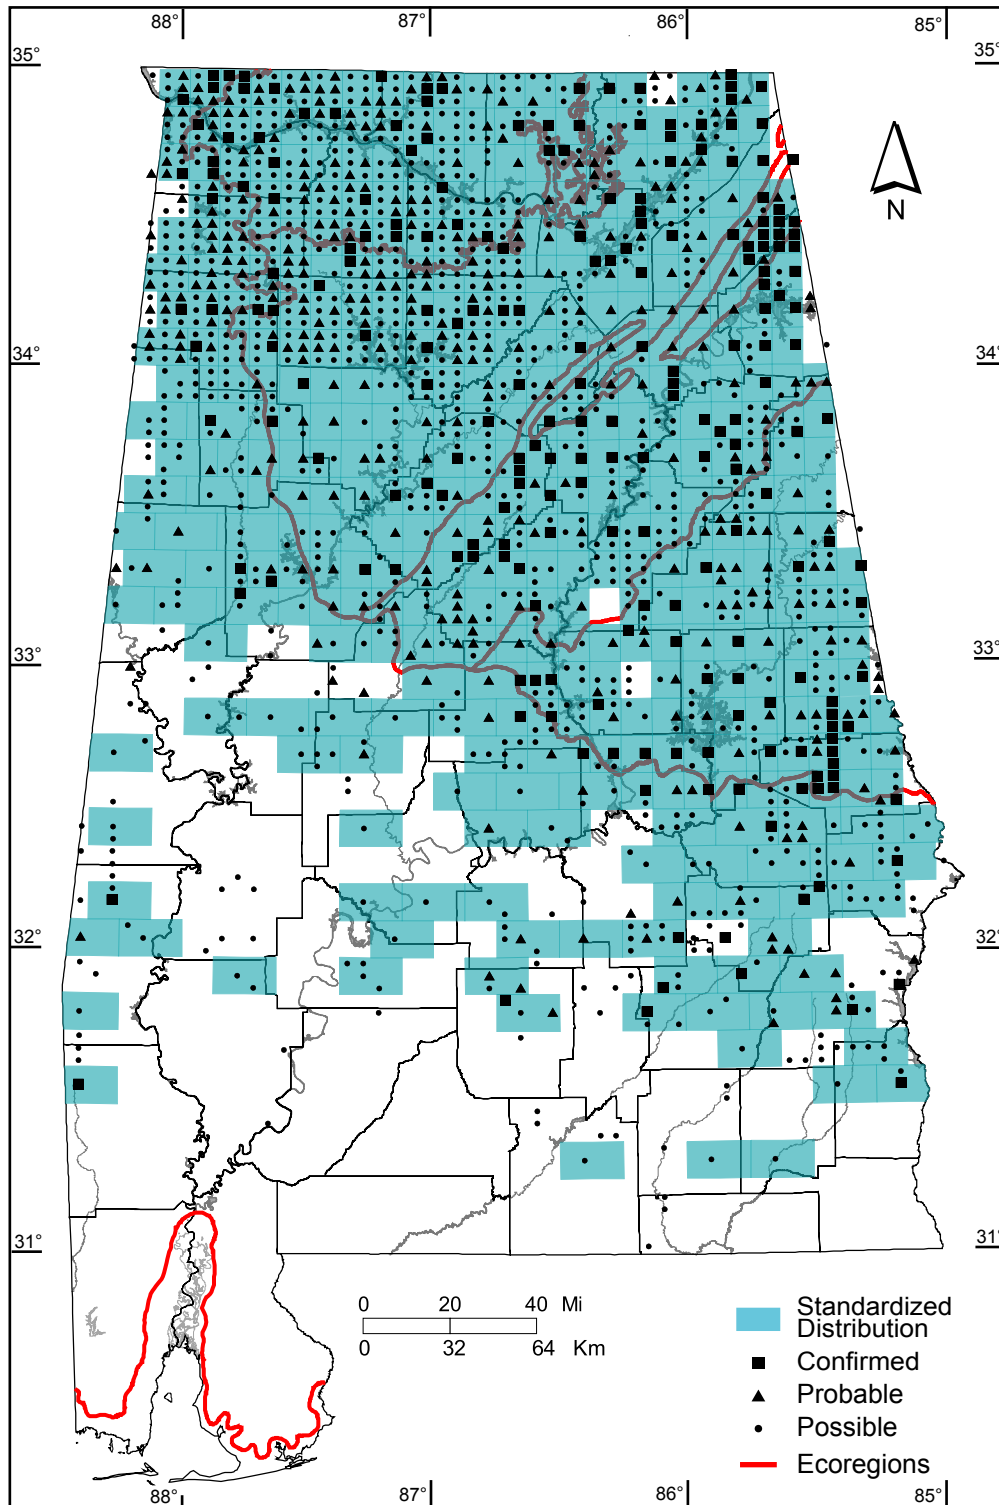 88° 87° 86° 85°
35° 35°
N
34° 34°
33° 33°
32° 32°
31° 31°
0 20 40 Mi
0 32 64 Km
Standardized
Distribution
Confirmed
Probable
Possible
Ecoregions
88° 87° 86° 85°